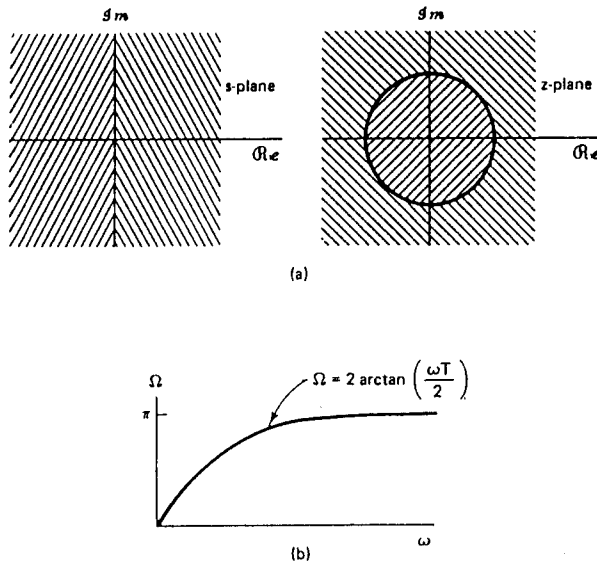 𝓘m
s-plane
ℛe
(a)
𝓘m
z-plane
ℛe
Ω
π
Ω = 2 arctan (ωT/2)
ω
(b)